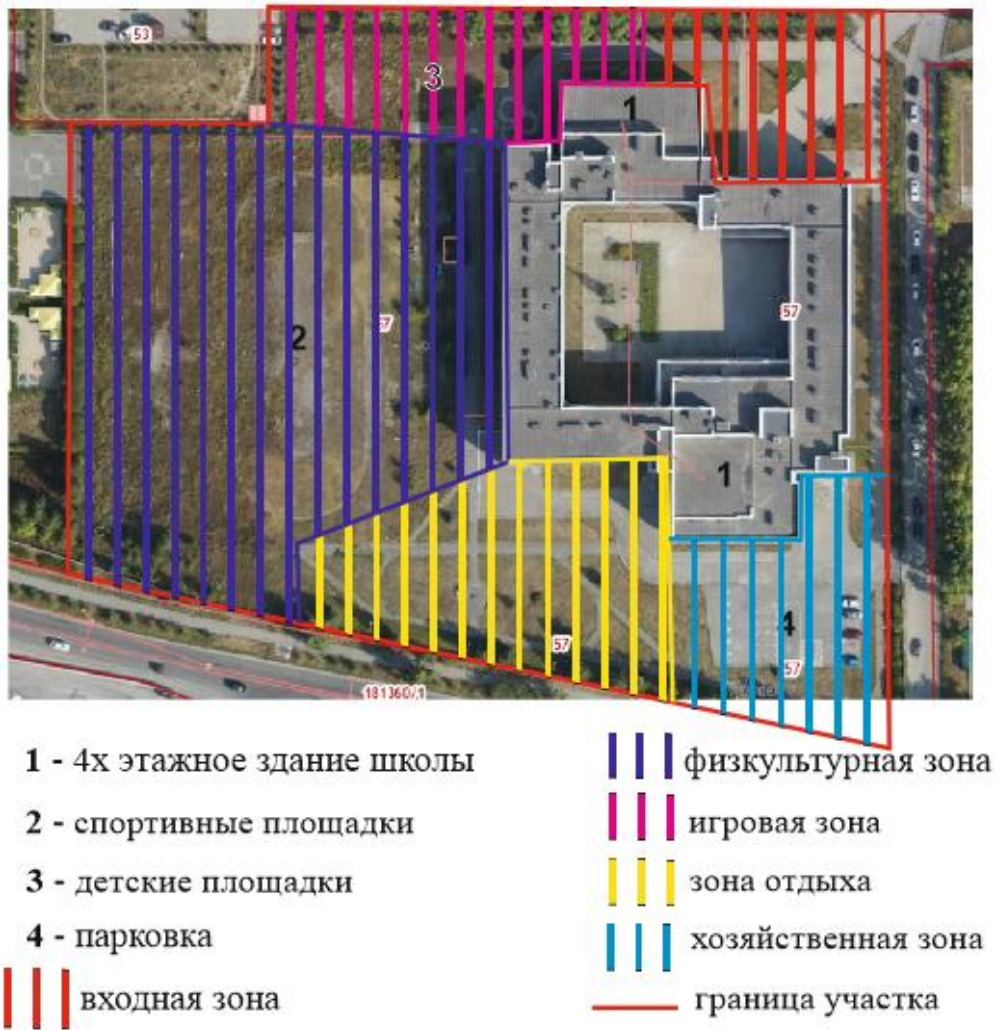 53
3
1
57
2
57
1
4
57
57
181360/1
1 - 4х этажное здание школы
2 - спортивные площадки
3 - детские площадки
4 - парковка
входная зона
физкультурная зона
игровая зона
зона отдыха
хозяйственная зона
граница участка